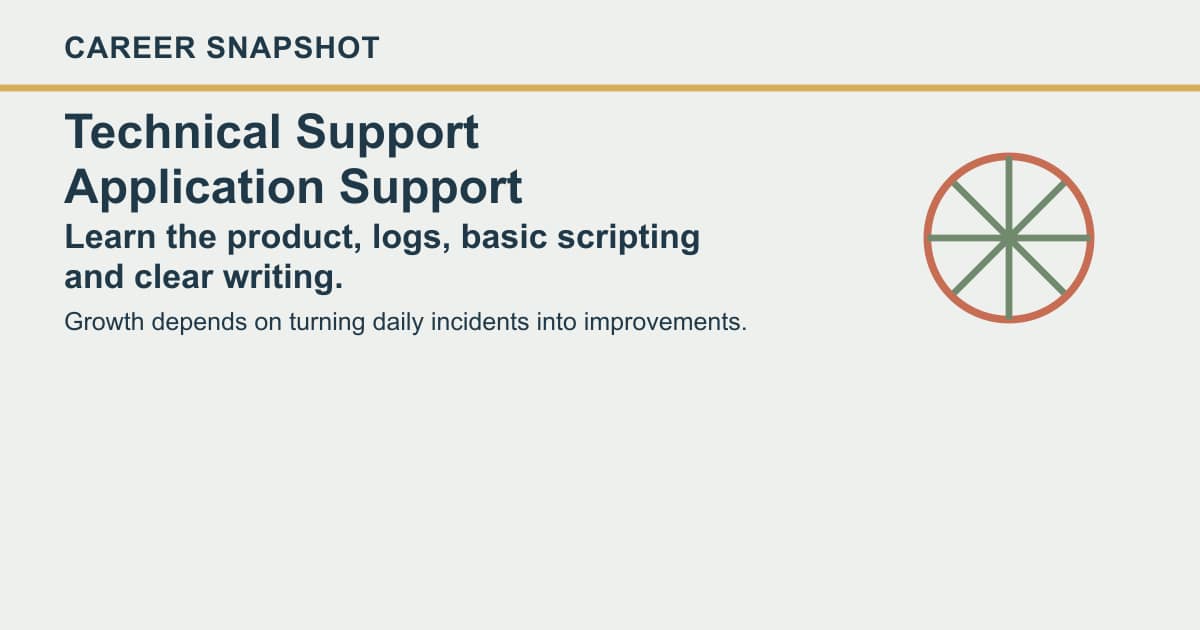 CAREER SNAPSHOT
Technical Support
Application Support
Learn the product, logs, basic scripting
and clear writing.
Growth depends on turning daily incidents into improvements.